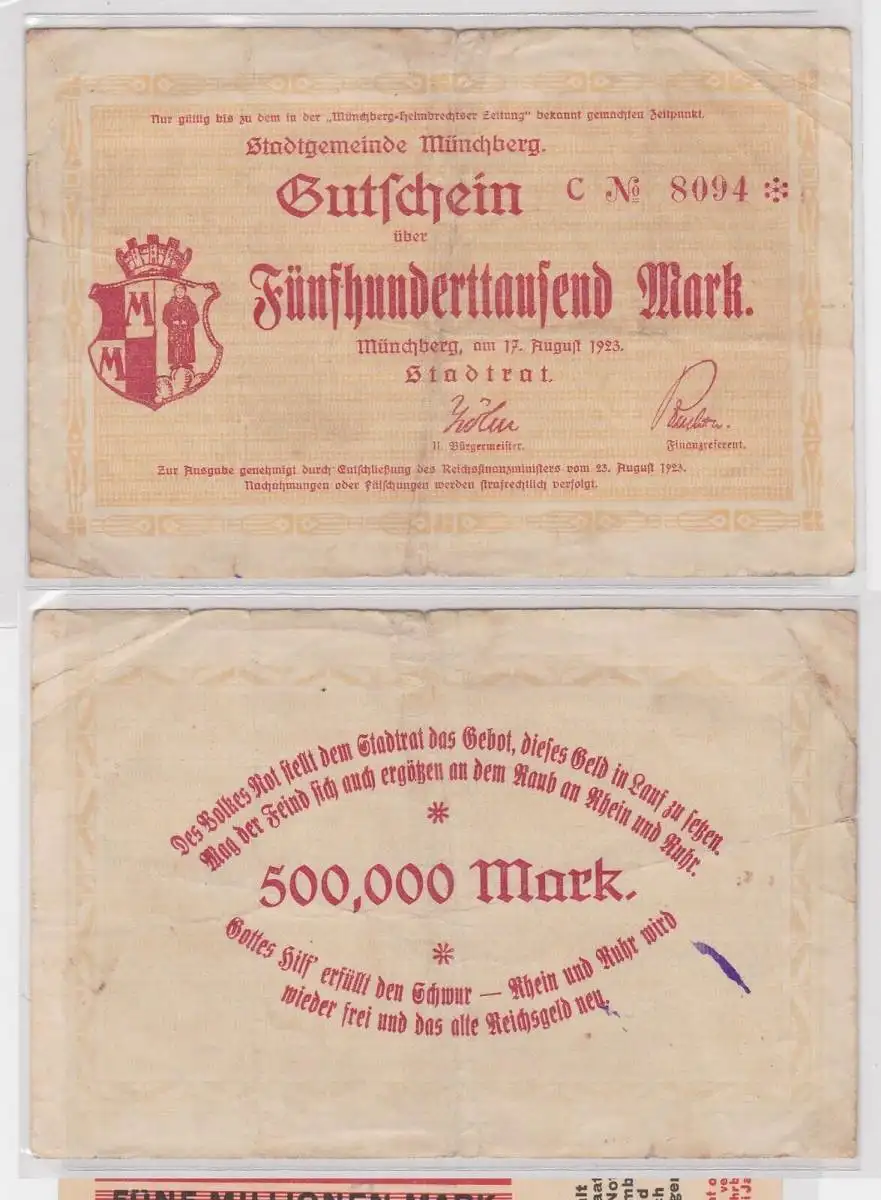 Nur gültig bis zu dem in der „Münchberg-Helmbrechtser Zeitung" bekannt gemachten Zeitpunkt.
Stadtgemeinde Münchberg.
Gutschein C No 8094
über
Fünfhunderttausend Mark.
Münchberg, am 17. August 1923.
Stadtrat.
II. Bürgermeister. Finanzreferent.
Zur Ausgabe genehmigt durch Entschließung des Reichsfinanzministers vom 23. August 1923.
Nachahmungen oder Fälschungen werden strafrechtlich verfolgt.
M
M
Des Volkes Not stellt dem Stadtrat das Gebot, dieses Geld in Lauf zu setzen.
Mag der Feind sich auch ergötzen an dem Raub an Rhein und Ruhr.
500,000 Mark.
Gottes Hilf' erfüllt den Schwur — Rhein und Ruhr wird
wieder frei und das alte Reichsgeld neu.
FÜNF MILLIONEN MARK